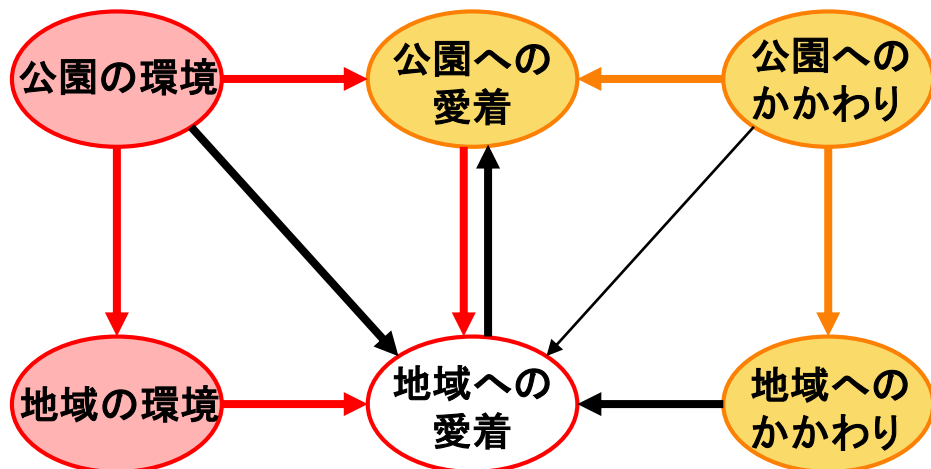 公園の環境
公園への
愛着
公園への
かかわり
地域の環境
地域への
愛着
地域への
かかわり